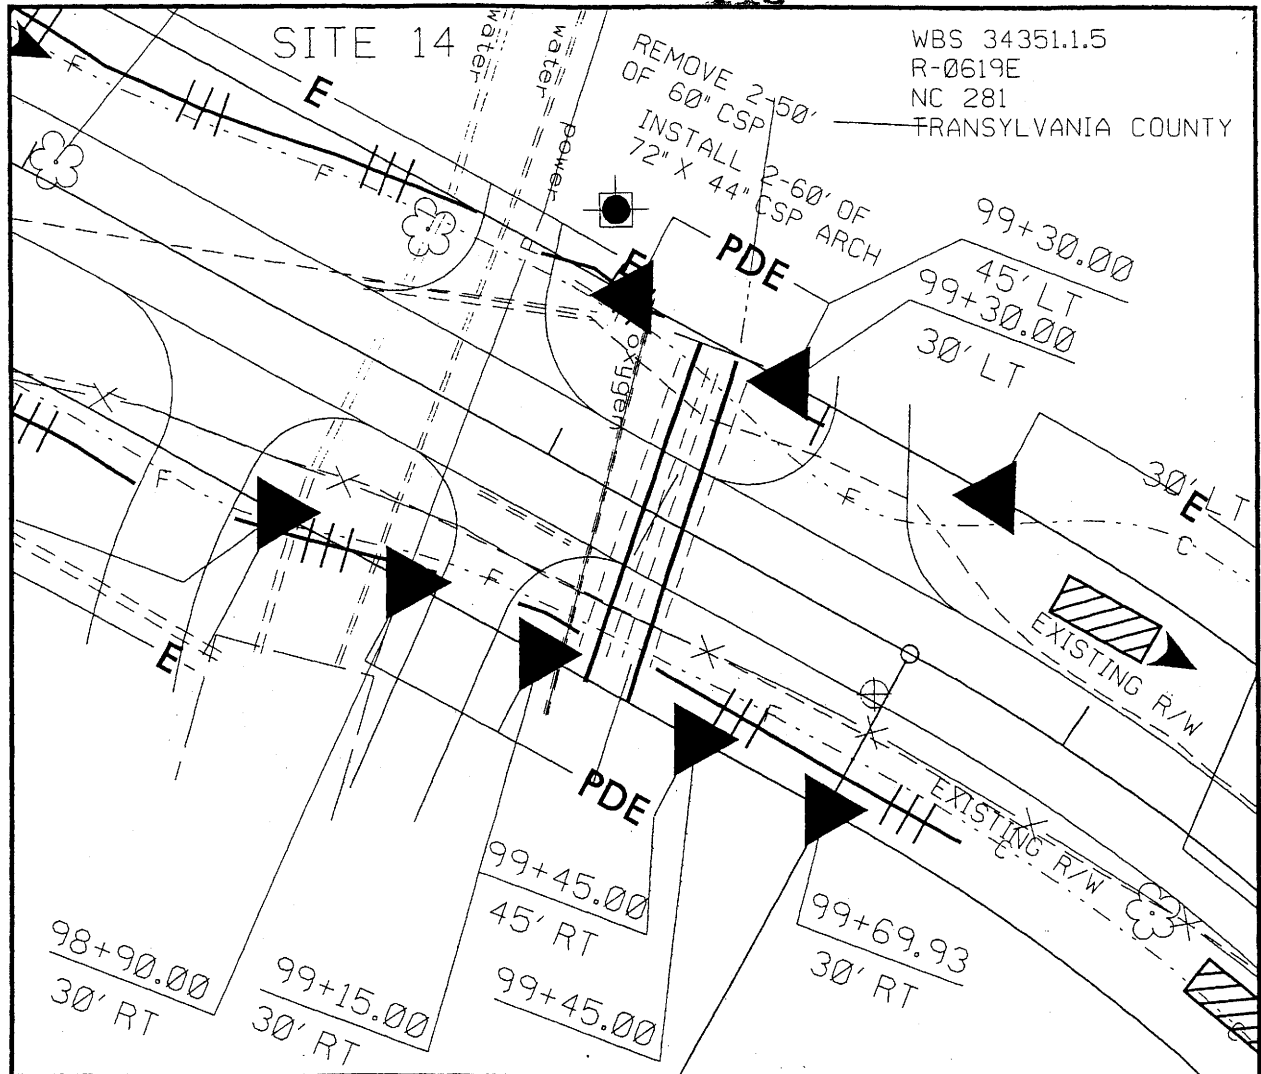 SITE 14
WBS 34351.1.5
R-0619E
NC 281
TRANSYLVANIA COUNTY
water
water
power
REMOVE 2-50'
OF 60" CSP
INSTALL 2-60' OF
72" X 44" CSP ARCH
E
F
F
F
E
PDE
99+30.00
45' LT
99+30.00
30' LT
oxygen
30' LT
E
F
C
F
F
E
EXISTING R/W
F
EXISTING R/W
C
PDE
99+45.00
45' RT
99+69.93
30' RT
98+90.00
30' RT
99+15.00
30' RT
99+45.00
C